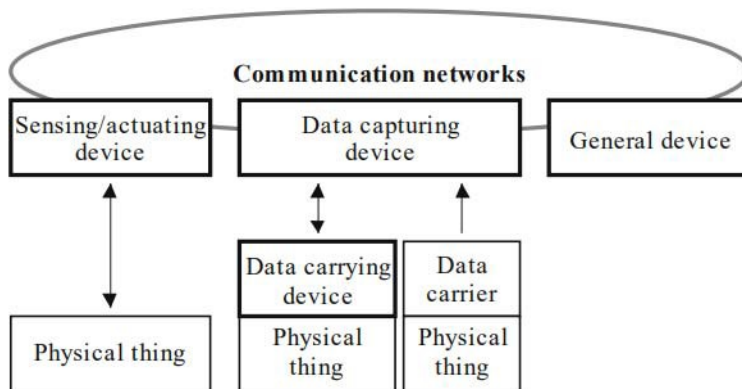 Communication networks
Sensing/actuating
device
Data capturing
device
General device
Data carrying
device
Data
carrier
Physical thing
Physical
thing
Physical
thing